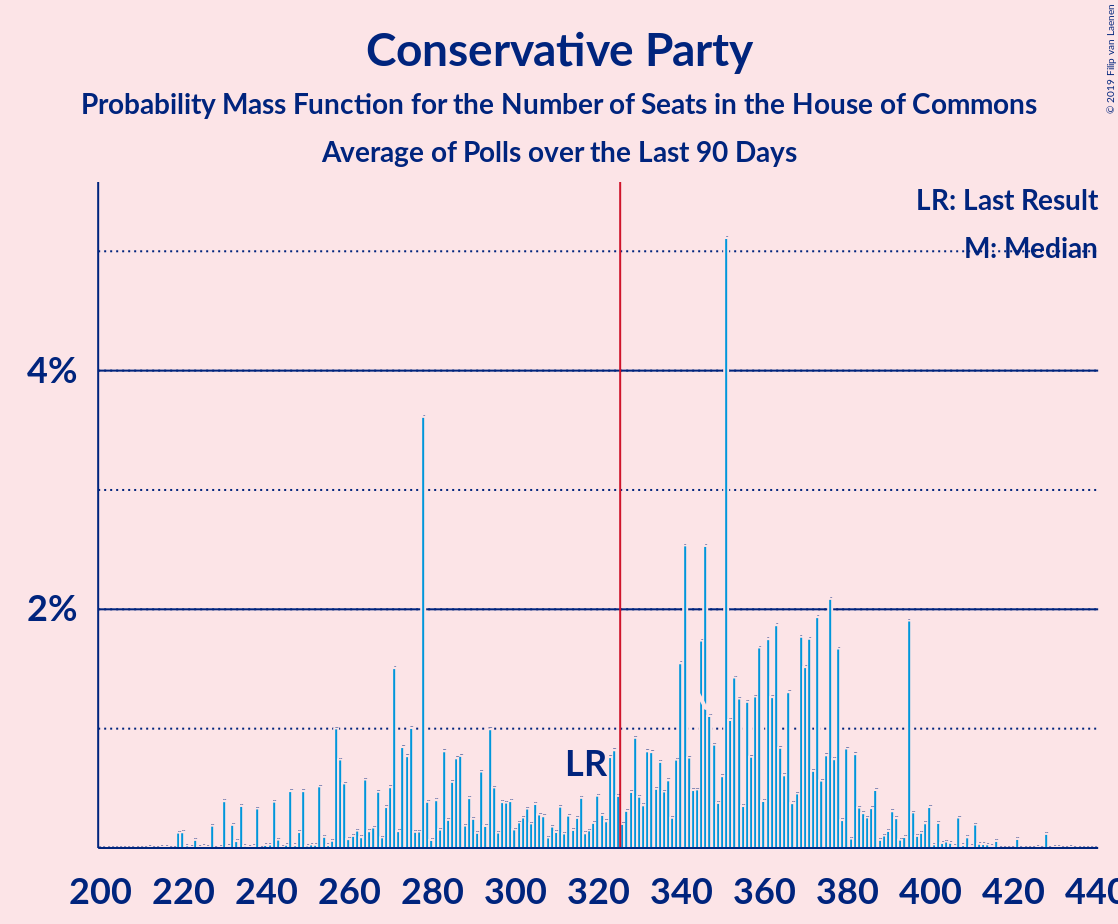 Conservative Party
Probability Mass Function for the Number of Seats in the House of Commons
Average of Polls over the Last 90 Days
© 2019 Filip van Laenen
LR: Last Result
M: Median
4%
2%
LR
200 220 240 260 280 300 320 340 360 380 400 420 440